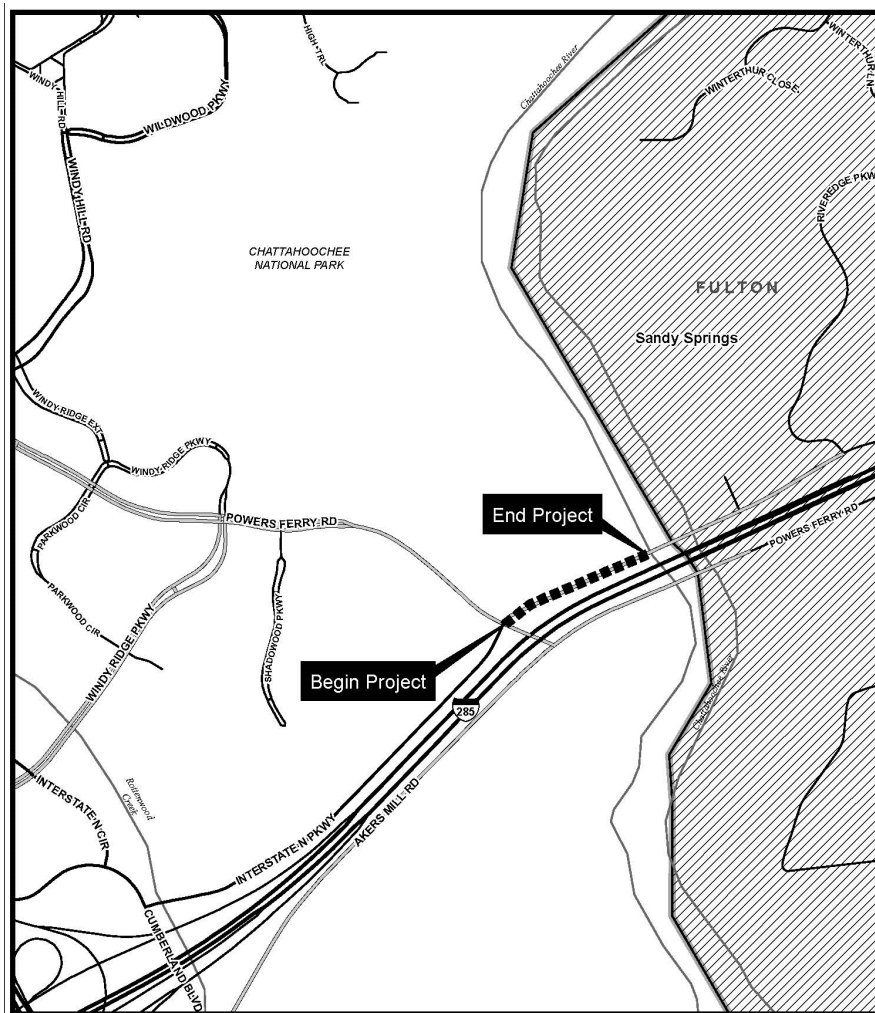 HIGH TRL
Chattahoochee River
WINTERTHUR LN.
WINTERTHUR CLOSE.
WINDY HILL RD
WILDWOOD PKWY
WINDY HILL RD
RIVEREDGE PKWY
CHATTAHOOCHEE
NATIONAL PARK
FULTON
Sandy Springs
WINDY RIDGE EXT
WINDY RIDGE PKWY
End Project
POWERS FERRY RD
PARKWOOD CIR
POWERS FERRY RD
PARKWOOD CIR
SHADOWOOD PKWY
WINDY RIDGE PKWY
Begin Project
Chattahoochee River
285
Rottenwood
Creek
INTERSTATE N CIR
AKERS MILL RD
INTERSTATE N PKWY
CUMBERLAND BLVD